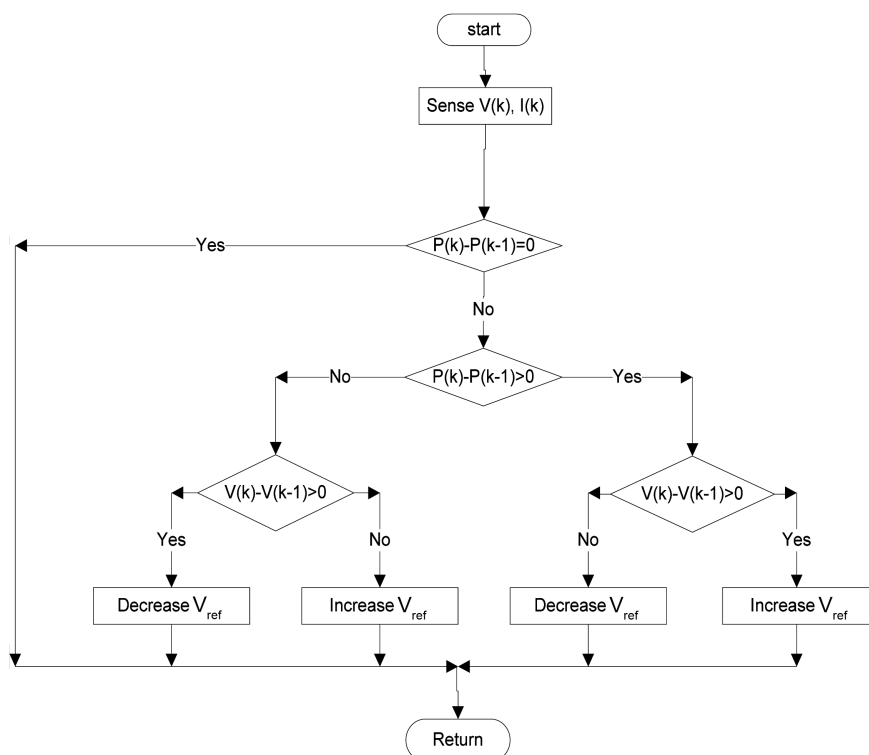 start
Sense V(k), I(k)
P(k)-P(k-1)=0
Yes
No
P(k)-P(k-1)>0
No
Yes
V(k)-V(k-1)>0
V(k)-V(k-1)>0
Yes
No
No
Yes
Decrease Vref
Increase Vref
Decrease Vref
Increase Vref
Return